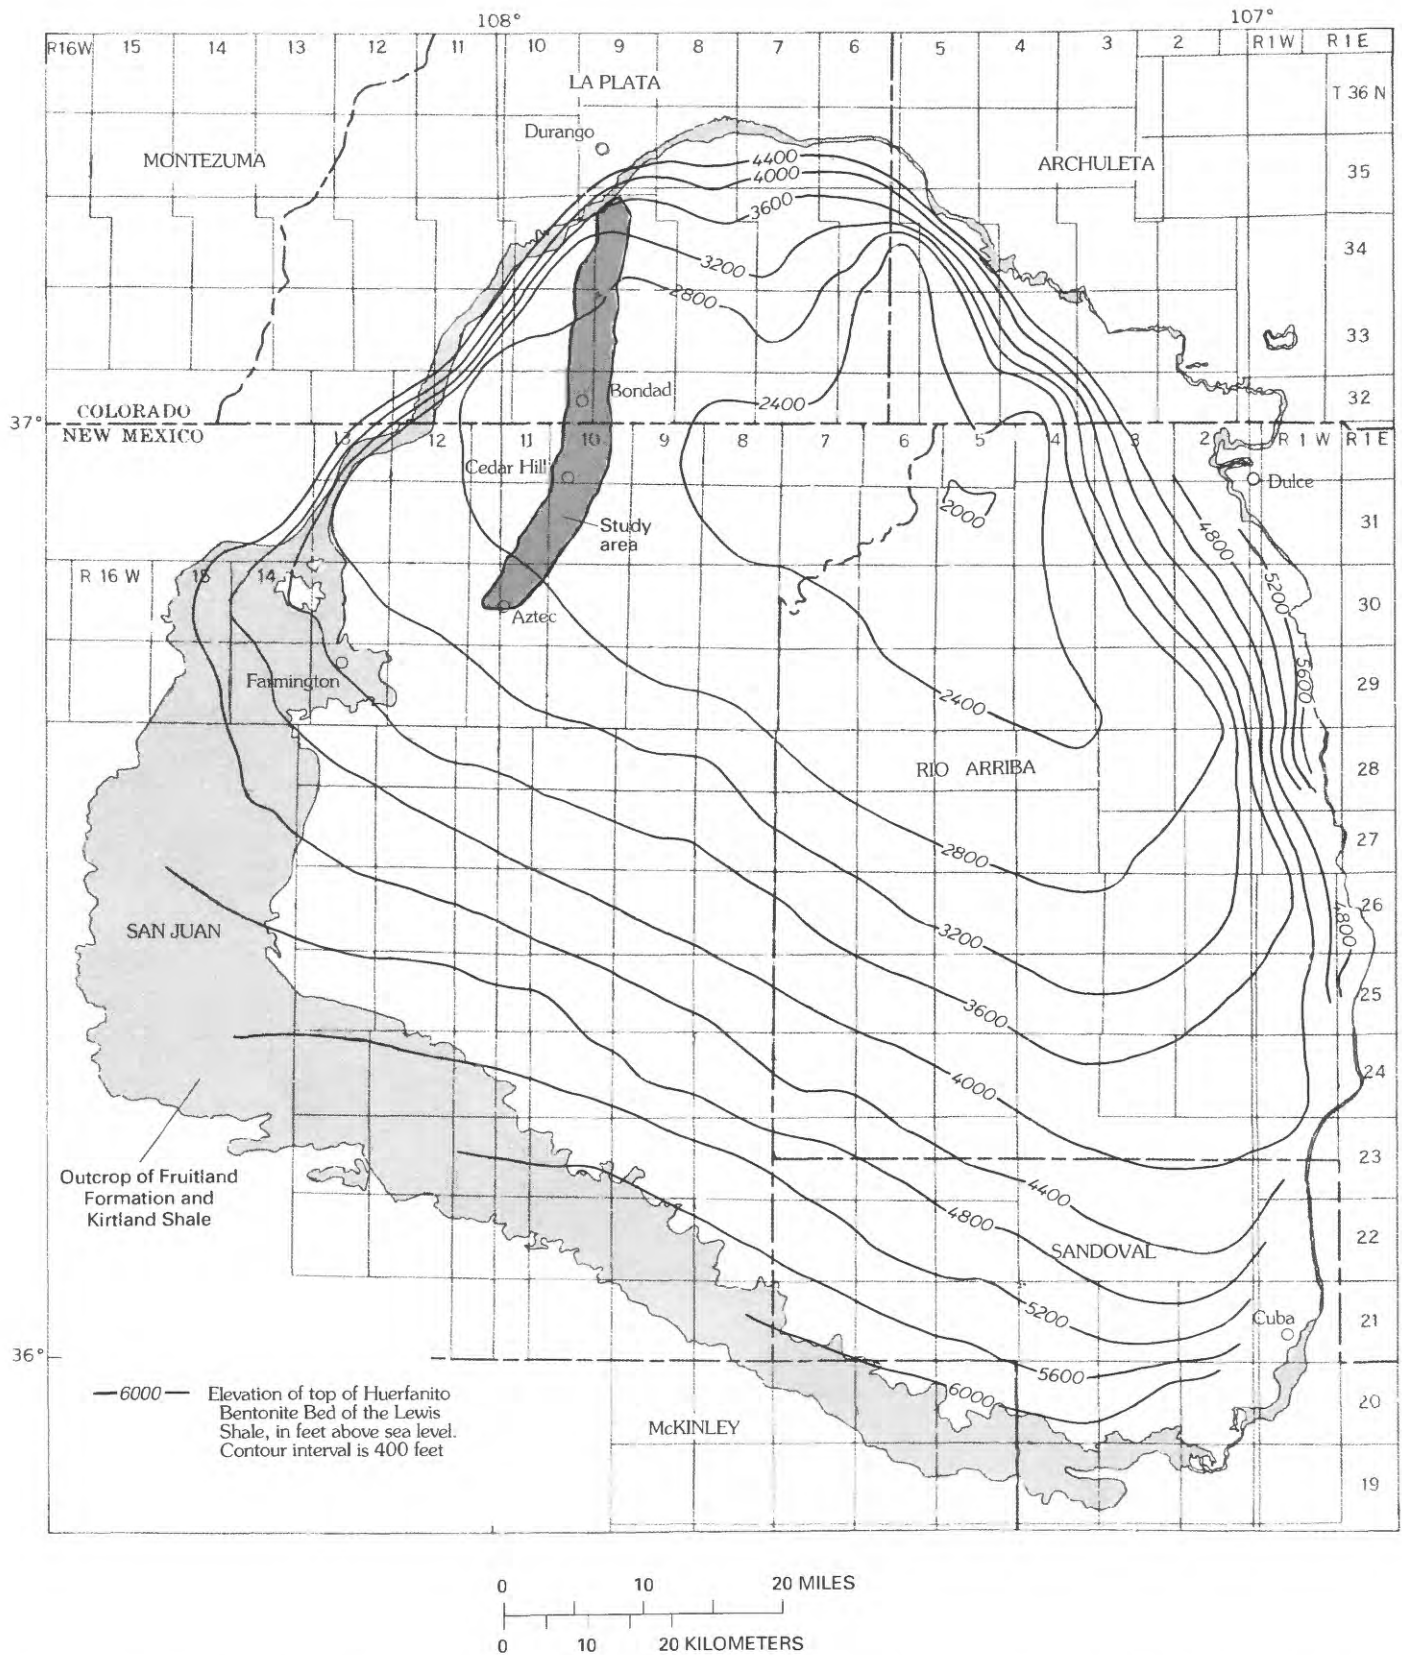 108° 107°
R16W 15 14 13 12 11 10 9 8 7 6 5 4 3 2 R1W R1E
LA PLATA
T 36 N
Durango
MONTEZUMA
ARCHULETA
4400
4000
35
3600
34
3200
2800
33
Bondad
2400
32
COLORADO
37°
NEW MEXICO
13 12 11 10 9 8 7 6 5 4 3 2 R1W R1E
Cedar Hill
Dulce
2000
31
Study
area
4800
5200
R 16 W 15 14
30
Aztec
Farmington
5600
29
2400
RIO ARRIBA
28
27
2800
26
4800
SAN JUAN
3200
25
3600
24
4000
23
Outcrop of Fruitland
Formation and
Kirtland Shale
4400
4800
22
SANDOVAL
5200
Cuba
21
36°
5600
6000
20
6000 Elevation of top of Huerfanito
Bentonite Bed of the Lewis
Shale, in feet above sea level.
Contour interval is 400 feet
McKINLEY
19
0 10 20 MILES
0 10 20 KILOMETERS